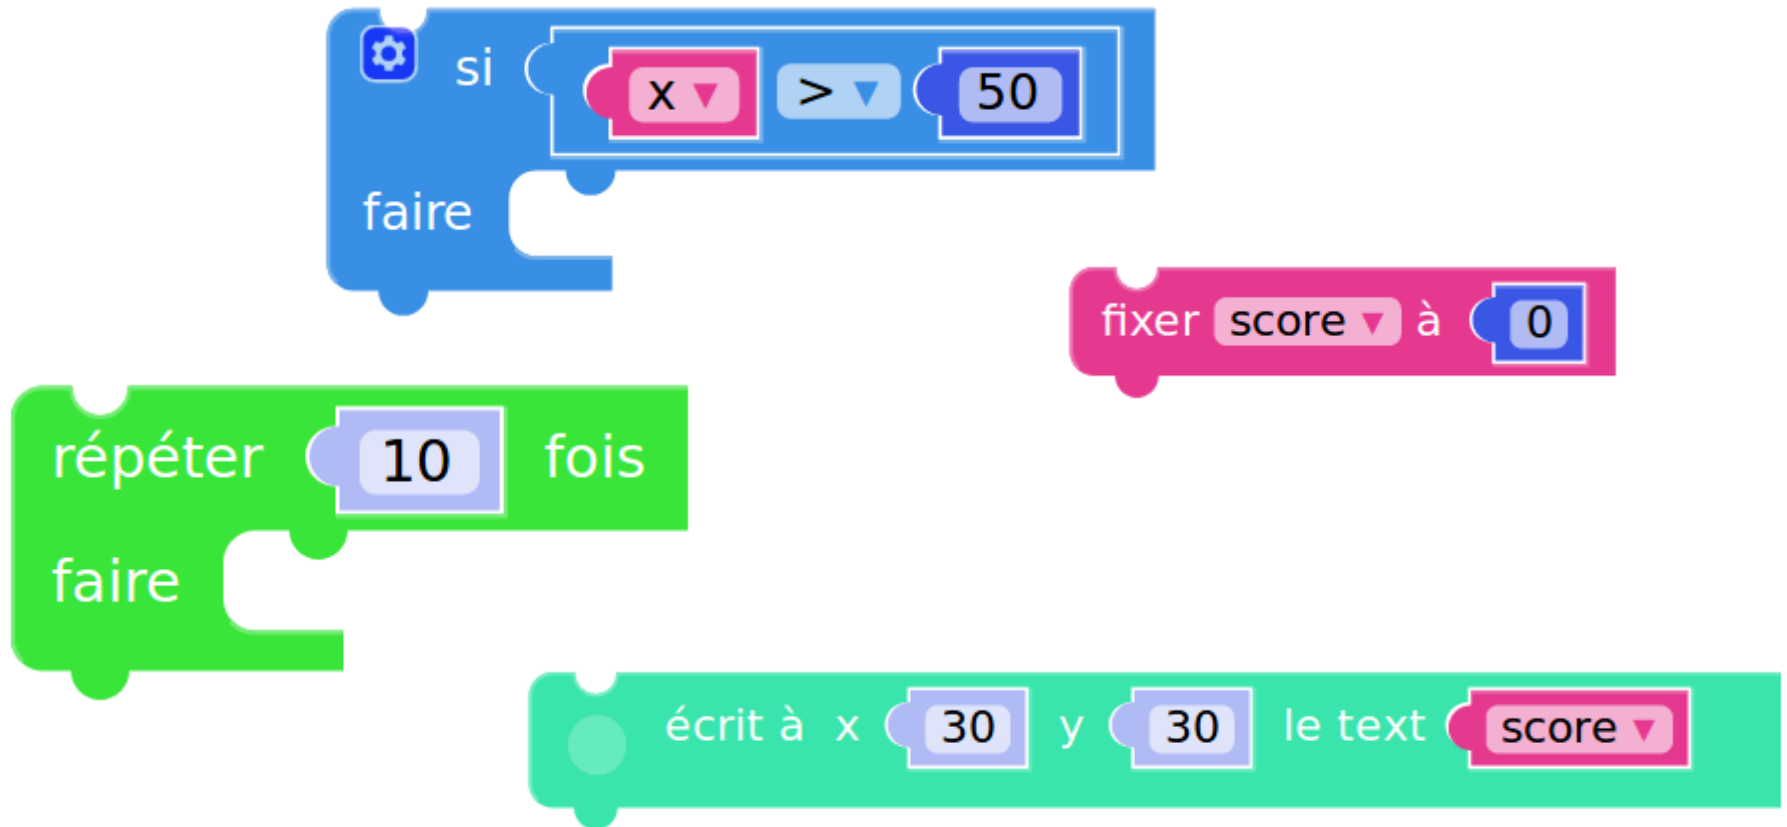 si x ▼ > ▼ 50
faire
fixer score ▼ à 0
répéter 10 fois
faire
écrit à x 30 y 30 le text score ▼